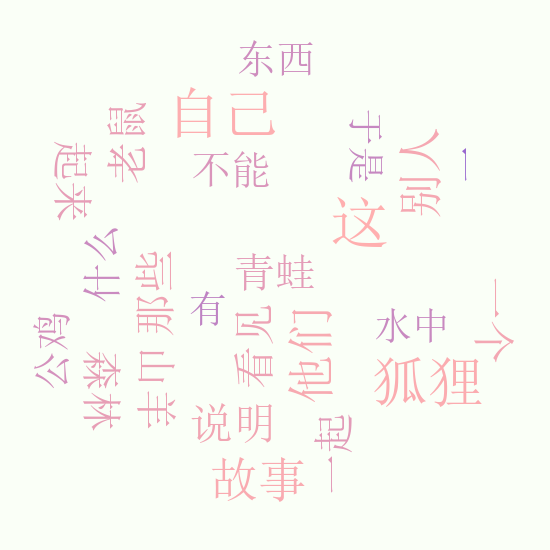 东西
自己
老鼠
于是
别人
一
起来
不能
这
什么
那些
青蛙
有
看见
他们
水中
一个
公鸡
森林
狐狸
说明
一起
故事